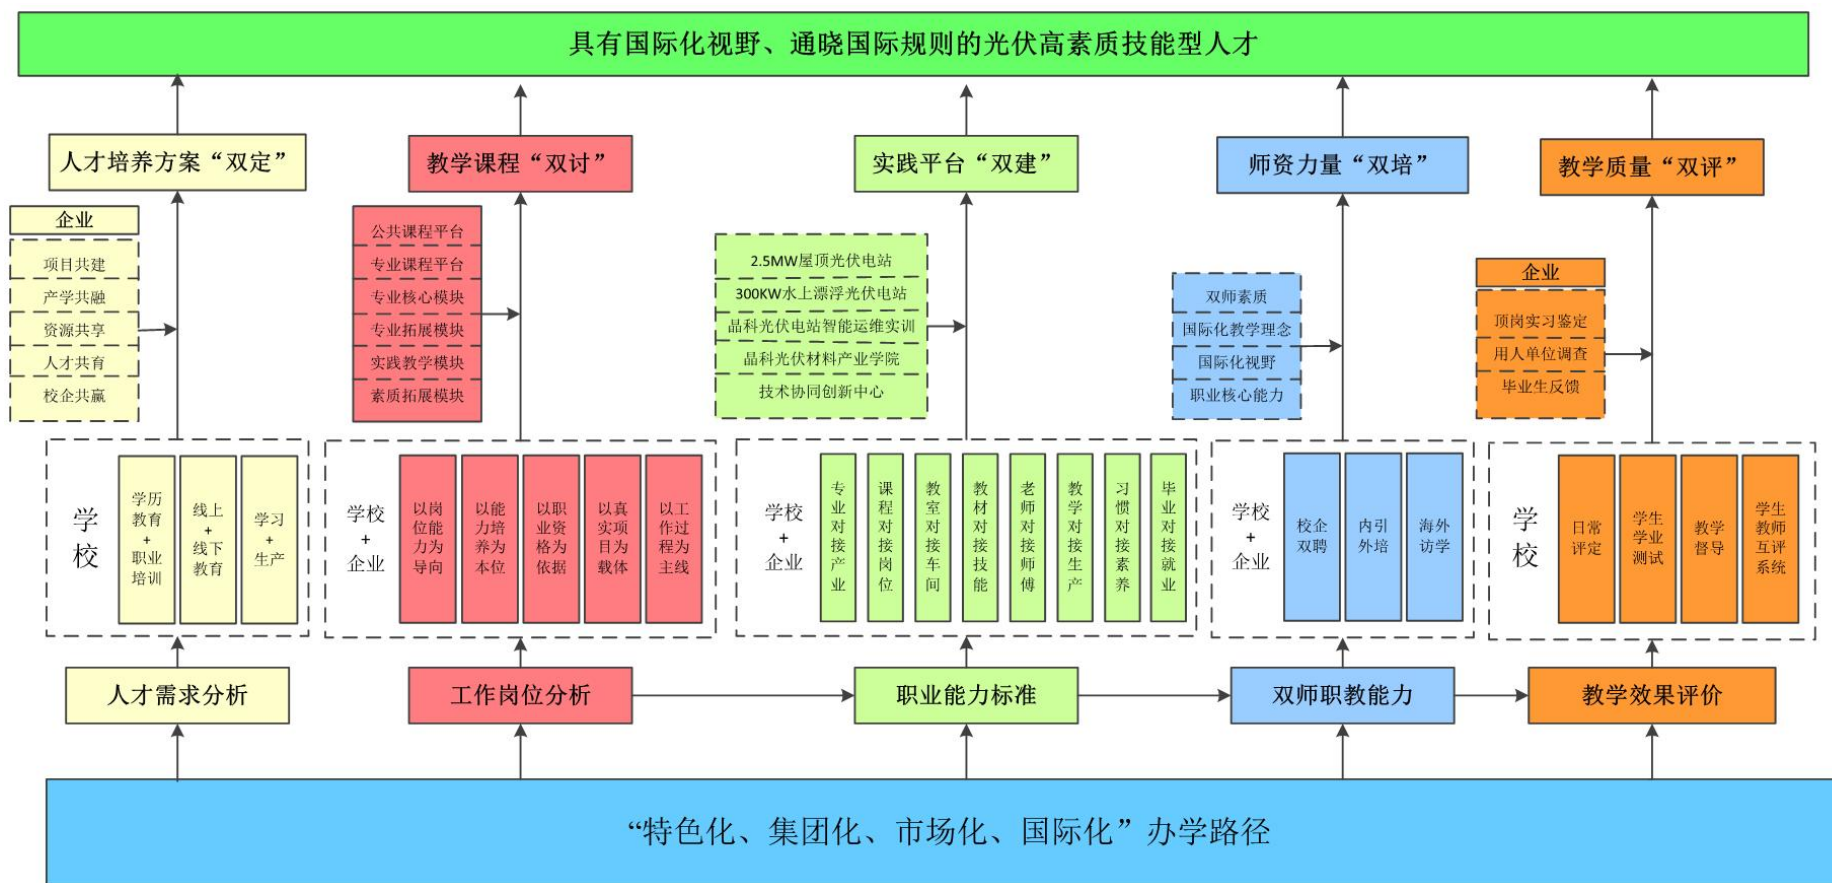 具有国际化视野、通晓国际规则的光伏高素质技能型人才
人才培养方案“双定”
教学课程“双讨”
实践平台“双建”
师资力量“双培”
教学质量“双评”
企业
项目共建
产学共融
资源共享
人才共育
校企共赢
公共课程平台
专业课程平台
专业核心模块
专业拓展模块
实践教学模块
素质拓展模块
2.5MW屋顶光伏电站
300KW水上漂浮光伏电站
晶科光伏电站智能运维实训
晶科光伏材料产业学院
技术协同创新中心
双师素质
国际化教学理念
国际化视野
职业核心能力
企业
顶岗实习鉴定
用人单位调查
毕业生反馈
学
校
学历
教育
+
职业
培训
线上
+
线下
教育
学习
+
生产
学校
+
企业
以岗
位能
力为
导向
以能
力培
养为
本位
以职
业资
格为
依据
以真
实项
目为
载体
以工
作过
程为
主线
学校
+
企业
专业对接产业
课程对接岗位
教室对接车间
教材对接技能
老师对接师傅
教学对接生产
习惯对接素养
毕业对接就业
学校
+
企业
校企
双聘
内引
外培
海外
访学
学
校
日常
评定
学生
学业
测试
教学
督导
学生
教师
互评
系统
人才需求分析
工作岗位分析
职业能力标准
双师职教能力
教学效果评价
“特色化、集团化、市场化、国际化”办学路径